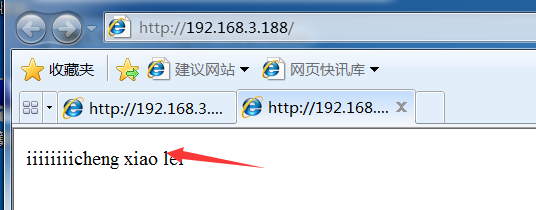 http://192.168.3.188/
收藏夹 建议网站 网页快讯库
http://192.168.3.... http://192.168....
iiiiiiiicheng xiao lei